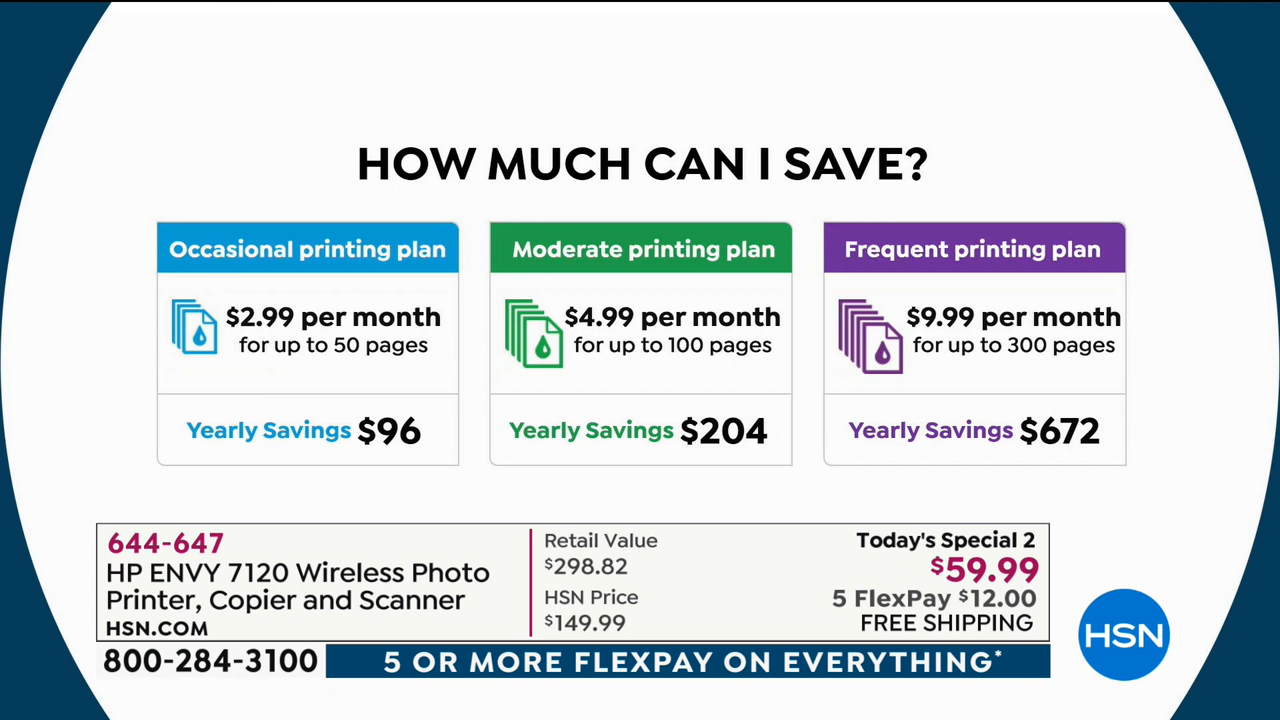 HOW MUCH CAN I SAVE?
Occasional printing plan
$2.99 per month
for up to 50 pages
Yearly Savings $96
Moderate printing plan
$4.99 per month
for up to 100 pages
Yearly Savings $204
Frequent printing plan
$9.99 per month
for up to 300 pages
Yearly Savings $672
644-647
HP ENVY 7120 Wireless Photo
Printer, Copier and Scanner
HSN.COM
Retail Value
$298.82
HSN Price
$149.99
Today's Special 2
$59.99
5 FlexPay $12.00
FREE SHIPPING
800-284-3100
5 OR MORE FLEXPAY ON EVERYTHING*
HSN